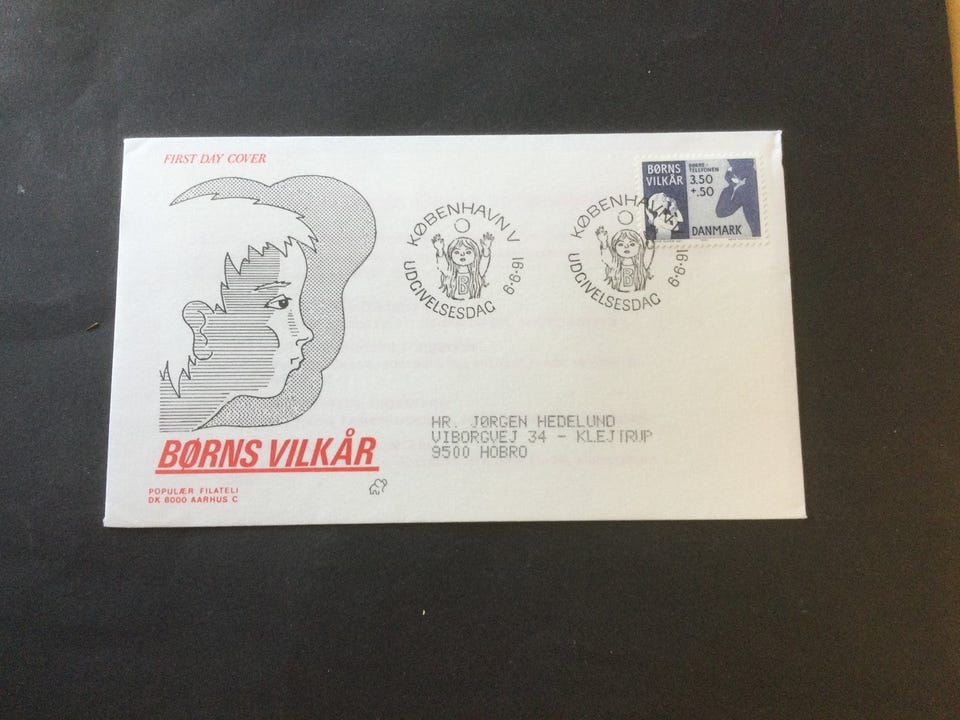 FIRST DAY COVER
BØRNS
VILKÅR
BØRNE-
TELEFONEN
3.50
+.50
DANMARK
KØBENHAVN V
B
UDGIVELSESDAG 6·6·91
KØBENHAVN V
B
UDGIVELSESDAG 6·6·91
HR. JØRGEN HEDELUND
VIBORGVEJ 34 - KLEJTRUP
9500 HOBRO
BØRNS VILKÅR
POPULÆR FILATELI
DK 8000 AARHUS C